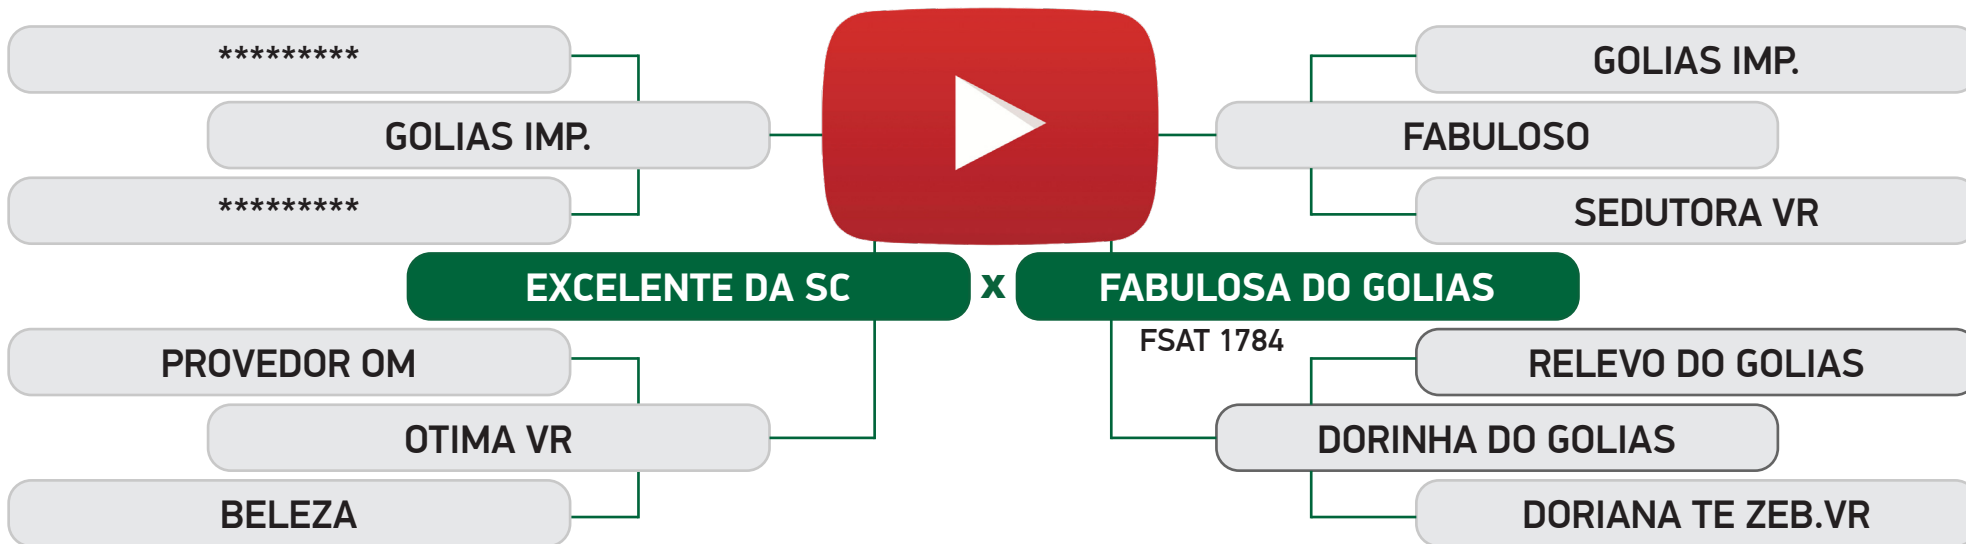 *********
GOLIAS IMP.
GOLIAS IMP.
FABULOSO
*********
SEDUTORA VR
EXCELENTE DA SC x FABULOSA DO GOLIAS
FSAT 1784
PROVEDOR OM
RELEVO DO GOLIAS
OTIMA VR
DORINHA DO GOLIAS
BELEZA
DORIANA TE ZEB.VR